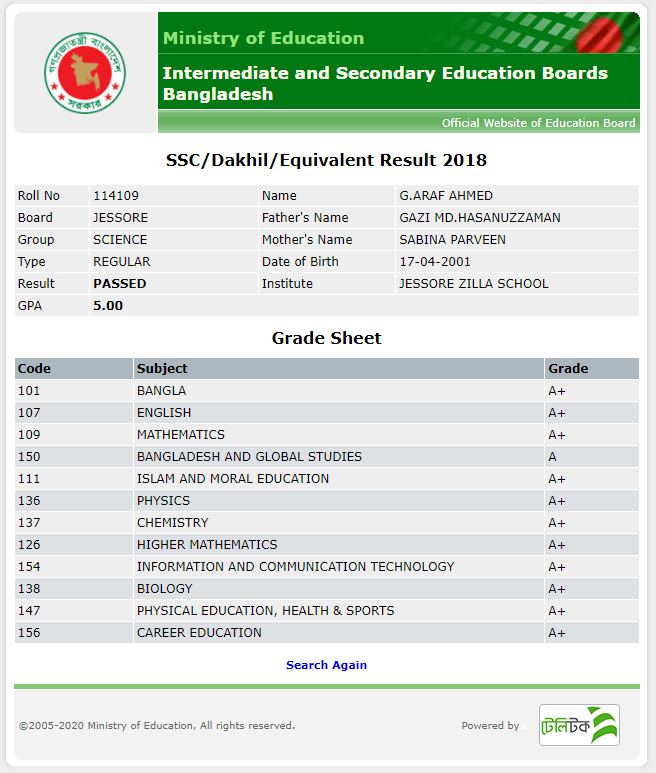 গণপ্রজাতন্ত্রী বাংলাদেশ
সরকার
Ministry of Education
Intermediate and Secondary Education Boards
Bangladesh
Official Website of Education Board
SSC/Dakhil/Equivalent Result 2018
Roll No 114109 Name G.ARAF AHMED
Board JESSORE Father's Name GAZI MD.HASANUZZAMAN
Group SCIENCE Mother's Name SABINA PARVEEN
Type REGULAR Date of Birth 17-04-2001
Result PASSED Institute JESSORE ZILLA SCHOOL
GPA 5.00
Grade Sheet
Code Subject Grade
101 BANGLA A+
107 ENGLISH A+
109 MATHEMATICS A+
150 BANGLADESH AND GLOBAL STUDIES A
111 ISLAM AND MORAL EDUCATION A+
136 PHYSICS A+
137 CHEMISTRY A+
126 HIGHER MATHEMATICS A+
154 INFORMATION AND COMMUNICATION TECHNOLOGY A+
138 BIOLOGY A+
147 PHYSICAL EDUCATION, HEALTH & SPORTS A+
156 CAREER EDUCATION A+
Search Again
©2005-2020 Ministry of Education, All rights reserved. Powered by টেলিটক